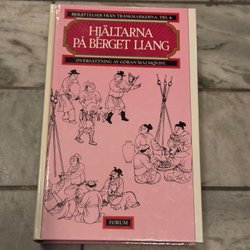 BERÄTTELSER FRÅN TRÄSKMARKERNA. DEL 4
HJÄLTARNA
PÅ BERGET LIANG
ÖVERSÄTTNING AV GÖRAN MALMQVIST
FORUM